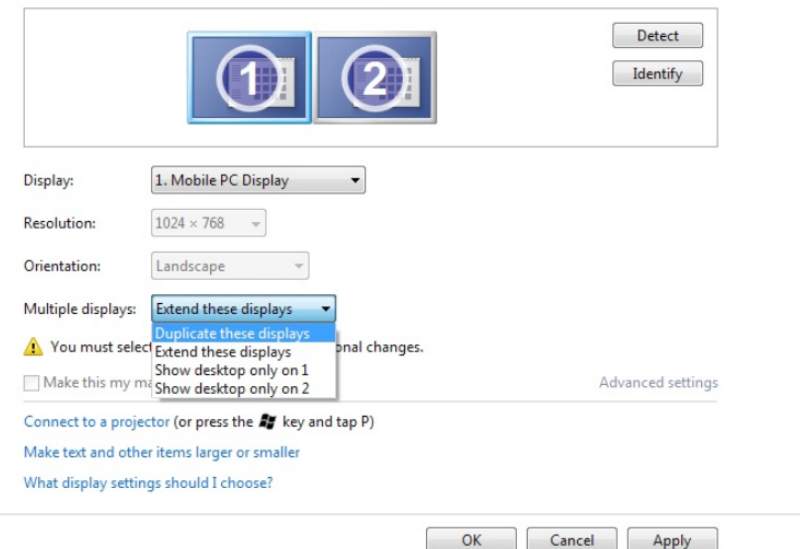 1
2
Detect
Identify
Display: 1. Mobile PC Display
Resolution: 1024 × 768
Orientation: Landscape
Multiple displays: Extend these displays
Duplicate these displays
You must select onal changes.
Extend these displays
Show desktop only on 1
Make this my ma Advanced settings
Show desktop only on 2
Connect to a projector (or press the key and tap P)
Make text and other items larger or smaller
What display settings should I choose?
OK Cancel Apply